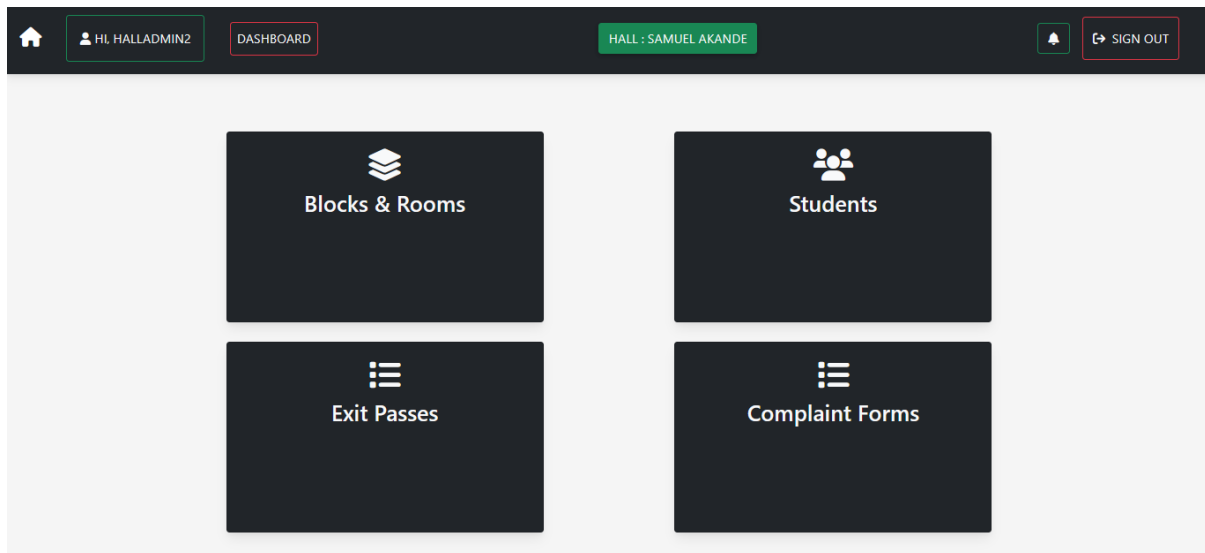 HI, HALLADMIN2
DASHBOARD
HALL : SAMUEL AKANDE
SIGN OUT
Blocks & Rooms
Students
Exit Passes
Complaint Forms